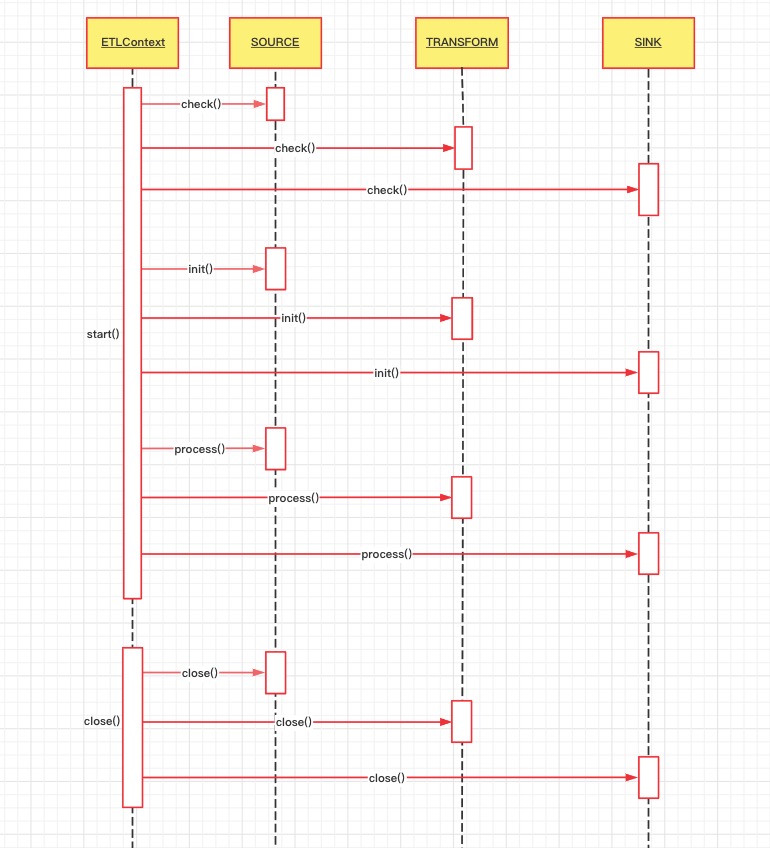 ETLContext
SOURCE
TRANSFORM
SINK
check()
check()
check()
init()
init()
start()
init()
process()
process()
process()
close()
close()
close()
close()